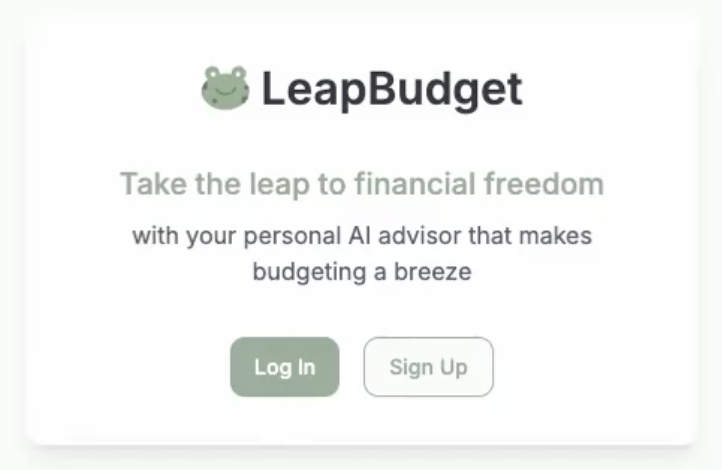 LeapBudget
Take the leap to financial freedom
with your personal AI advisor that makes
budgeting a breeze
Log In
Sign Up